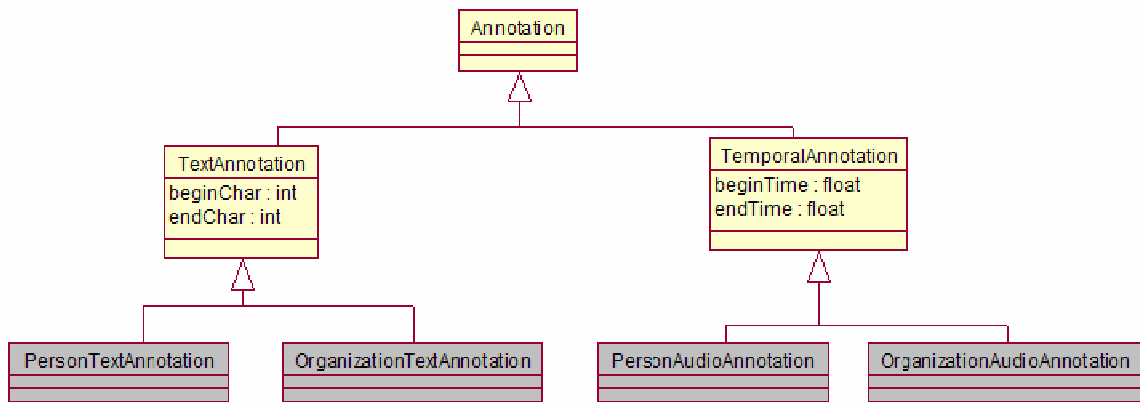 Annotation
TextAnnotation
beginChar : int
endChar : int
TemporalAnnotation
beginTime : float
endTime : float
PersonTextAnnotation
OrganizationTextAnnotation
PersonAudioAnnotation
OrganizationAudioAnnotation